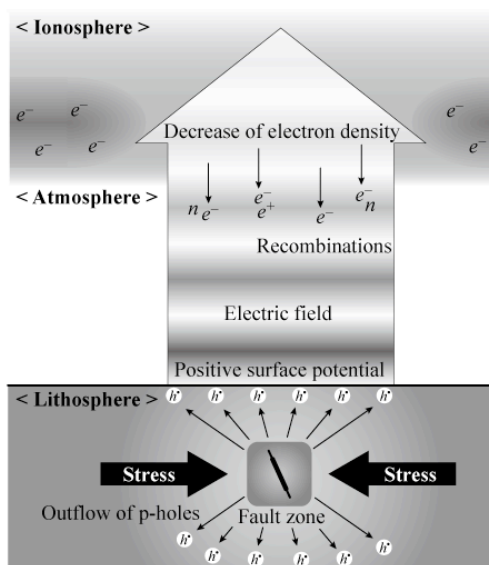 < Ionosphere >
e⁻ e⁻
e⁻ e⁻
e⁻
e⁻
Decrease of electron density
< Atmosphere >
n e⁻ e⁻ e⁻ e⁻
e⁺ n
Recombinations
Electric field
Positive surface potential
< Lithosphere >
h• h• h• h• h• h•
Stress
Stress
Outflow of p-holes
Fault zone
h• h• h• h• h• h•